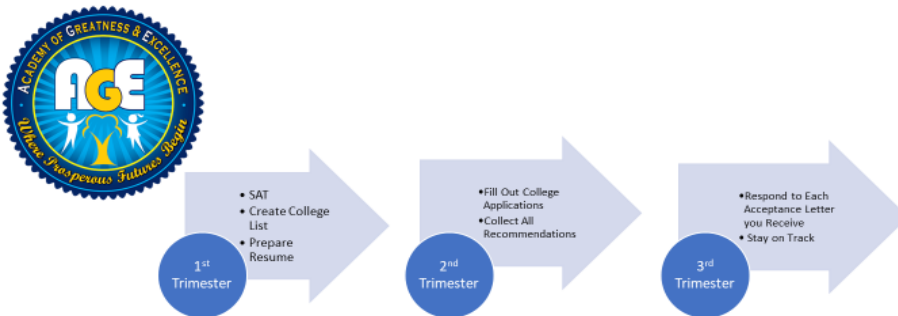 ACADEMY OF GREATNESS & EXCELLENCE
AGE
Where Prosperous Futures Begin
• SAT
• Create College
List
• Prepare
Resume
1st
Trimester
•Fill Out College
Applications
•Collect All
Recommendations
2nd
Trimester
•Respond to Each
Acceptance Letter
you Receive
• Stay on Track
3rd
Trimester